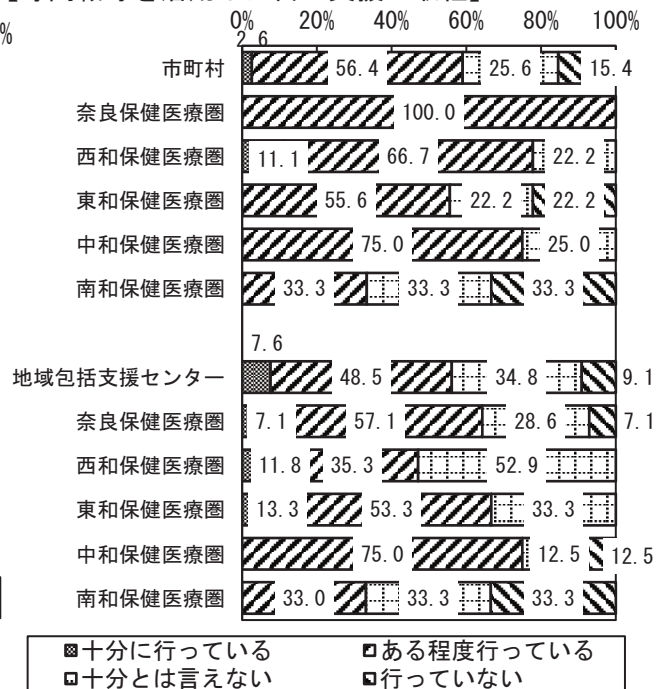 %
0% 20% 40% 60% 80% 100%
2.6
市町村 56.4 25.6 15.4
奈良保健医療圏 100.0
西和保健医療圏 11.1 66.7 22.2
東和保健医療圏 55.6 22.2 22.2
中和保健医療圏 75.0 25.0
南和保健医療圏 33.3 33.3 33.3
7.6
地域包括支援センター 48.5 34.8 9.1
奈良保健医療圏 7.1 57.1 28.6 7.1
西和保健医療圏 11.8 35.3 52.9
東和保健医療圏 13.3 53.3 33.3
中和保健医療圏 75.0 12.5 12.5
南和保健医療圏 33.0 33.3 33.3
十分に行っている ある程度行っている
十分とは言えない 行っていない